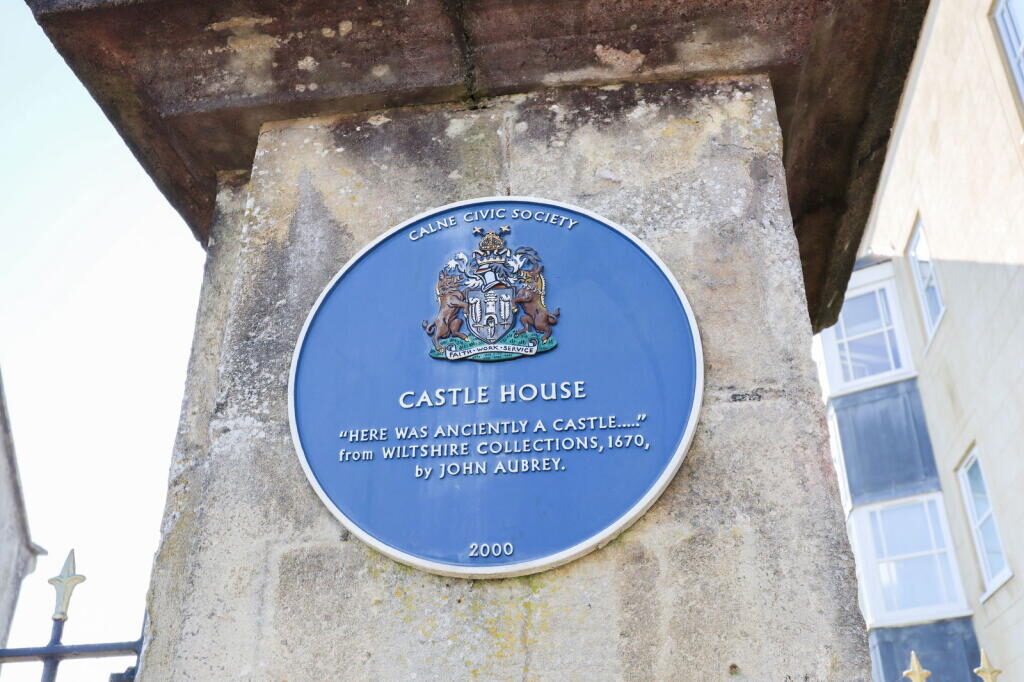 CALNE CIVIC SOCIETY
FAITH · WORK · SERVICE
CASTLE HOUSE
"HERE WAS ANCIENTLY A CASTLE....."
from WILTSHIRE COLLECTIONS, 1670,
by JOHN AUBREY.
2000